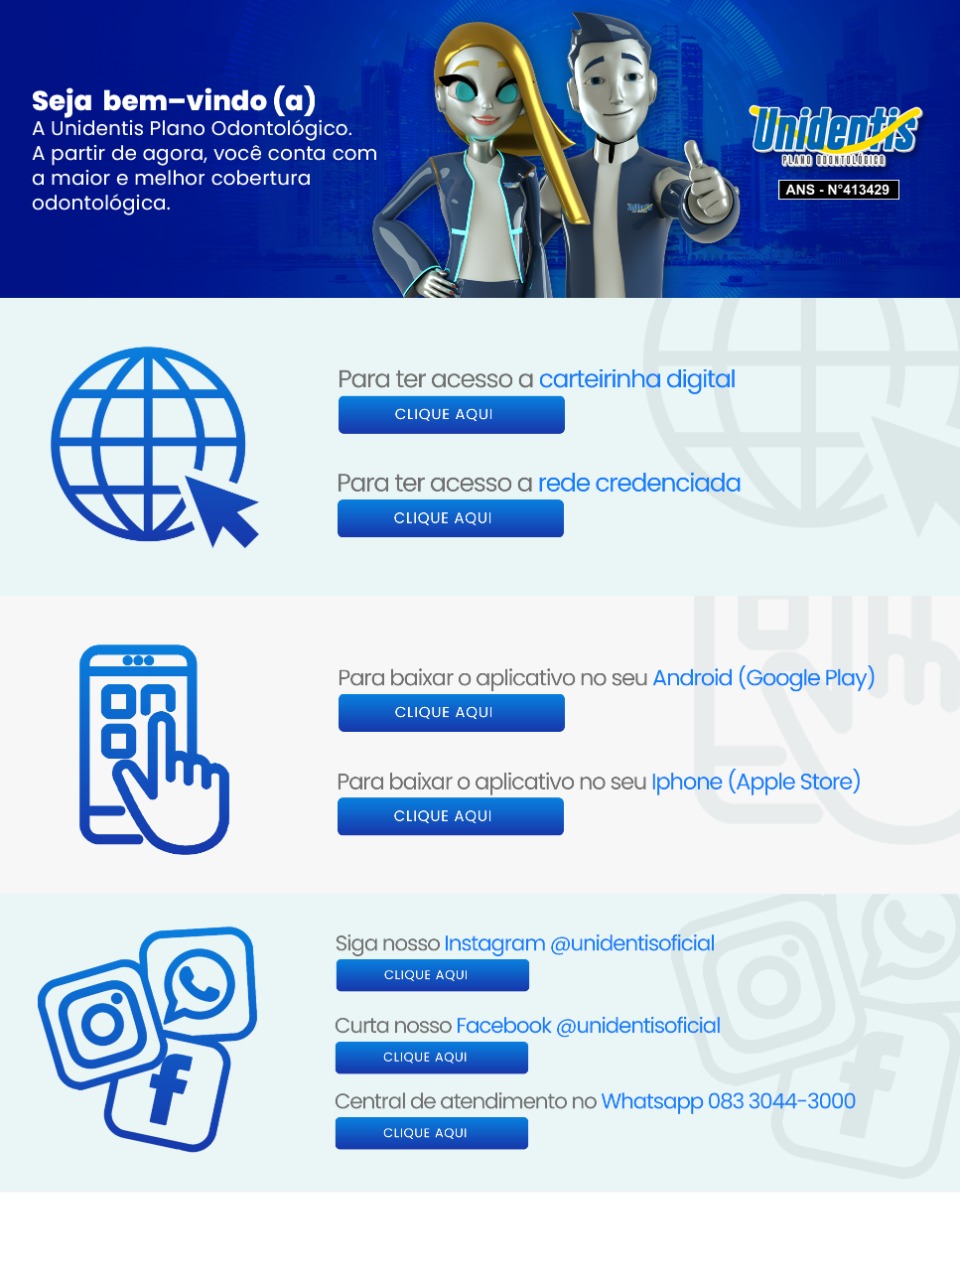 Seja bem-vindo (a)
A Unidentis Plano Odontológico.
A partir de agora, você conta com
a maior e melhor cobertura
odontológica.
Unidentis
PLANO ODONTOLÓGICO
ANS - N°413429
Para ter acesso a carteirinha digital
CLIQUE AQUI
Para ter acesso a rede credenciada
CLIQUE AQUI
Para baixar o aplicativo no seu Android (Google Play)
CLIQUE AQUI
Para baixar o aplicativo no seu Iphone (Apple Store)
CLIQUE AQUI
Siga nosso Instagram @unidentisoficial
CLIQUE AQUI
Curta nosso Facebook @unidentisoficial
CLIQUE AQUI
Central de atendimento no Whatsapp 083 3044-3000
CLIQUE AQUI